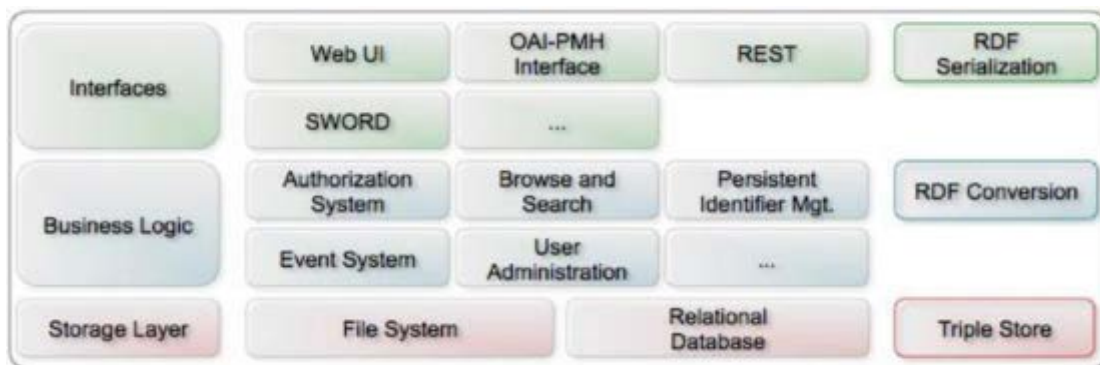 Interfaces
Web UI
OAI-PMH
Interface
REST
RDF
Serialization
SWORD
...
Business Logic
Authorization
System
Browse and
Search
Persistent
Identifier Mgt.
RDF Conversion
Event System
User
Administration
...
Storage Layer
File System
Relational
Database
Triple Store